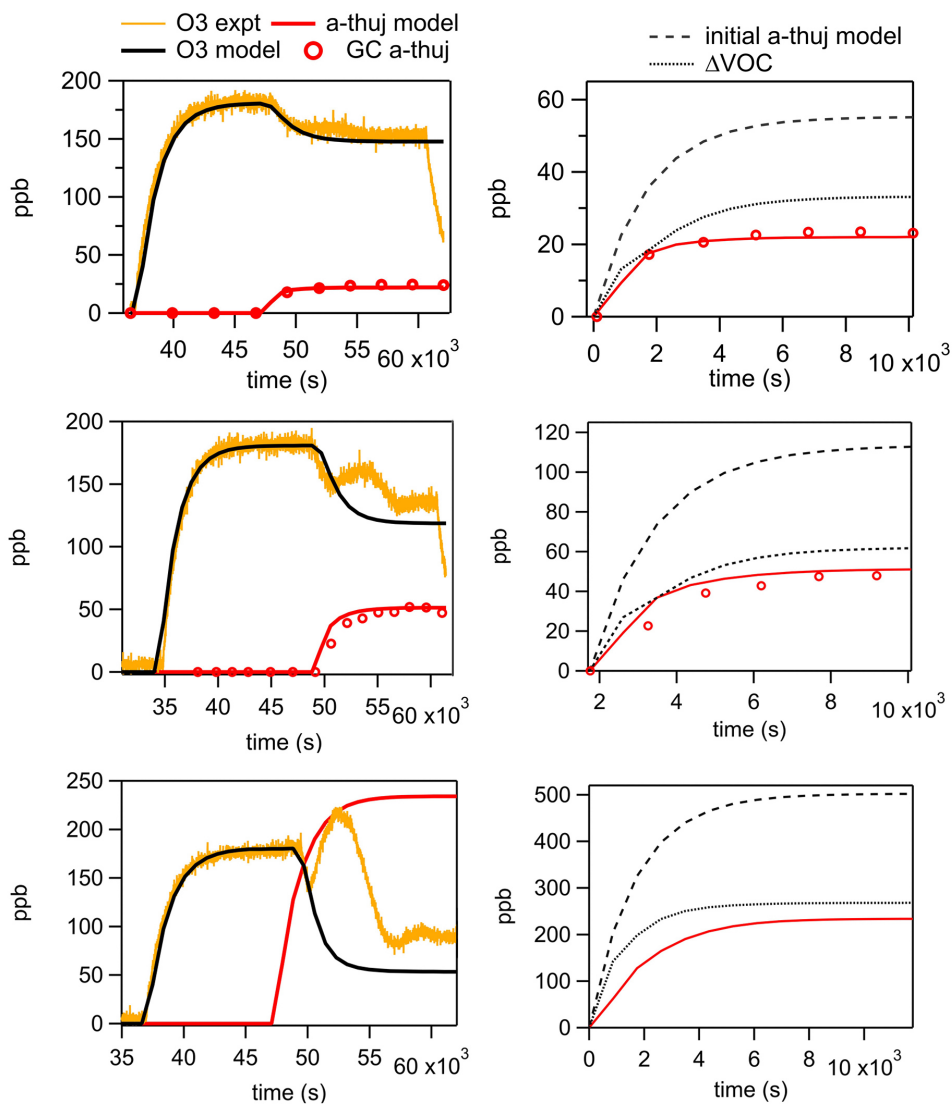 O3 expt a-thuj model
O3 model GC a-thuj
initial a-thuj model
ΔVOC
200
150
100
50
0
ppb
40 45 50 55 60 x10³
time (s)
60
40
20
0
ppb
0 2 4 6 8 10 x10³
time (s)
200
150
100
50
0
ppb
35 40 45 50 55 60 x10³
time (s)
120
100
80
60
40
20
0
ppb
2 4 6 8 10 x10³
time (s)
250
200
150
100
50
0
ppb
35 40 45 50 55 60 x10³
time (s)
500
400
300
200
100
0
ppb
0 2 4 6 8 10 x10³
time (s)